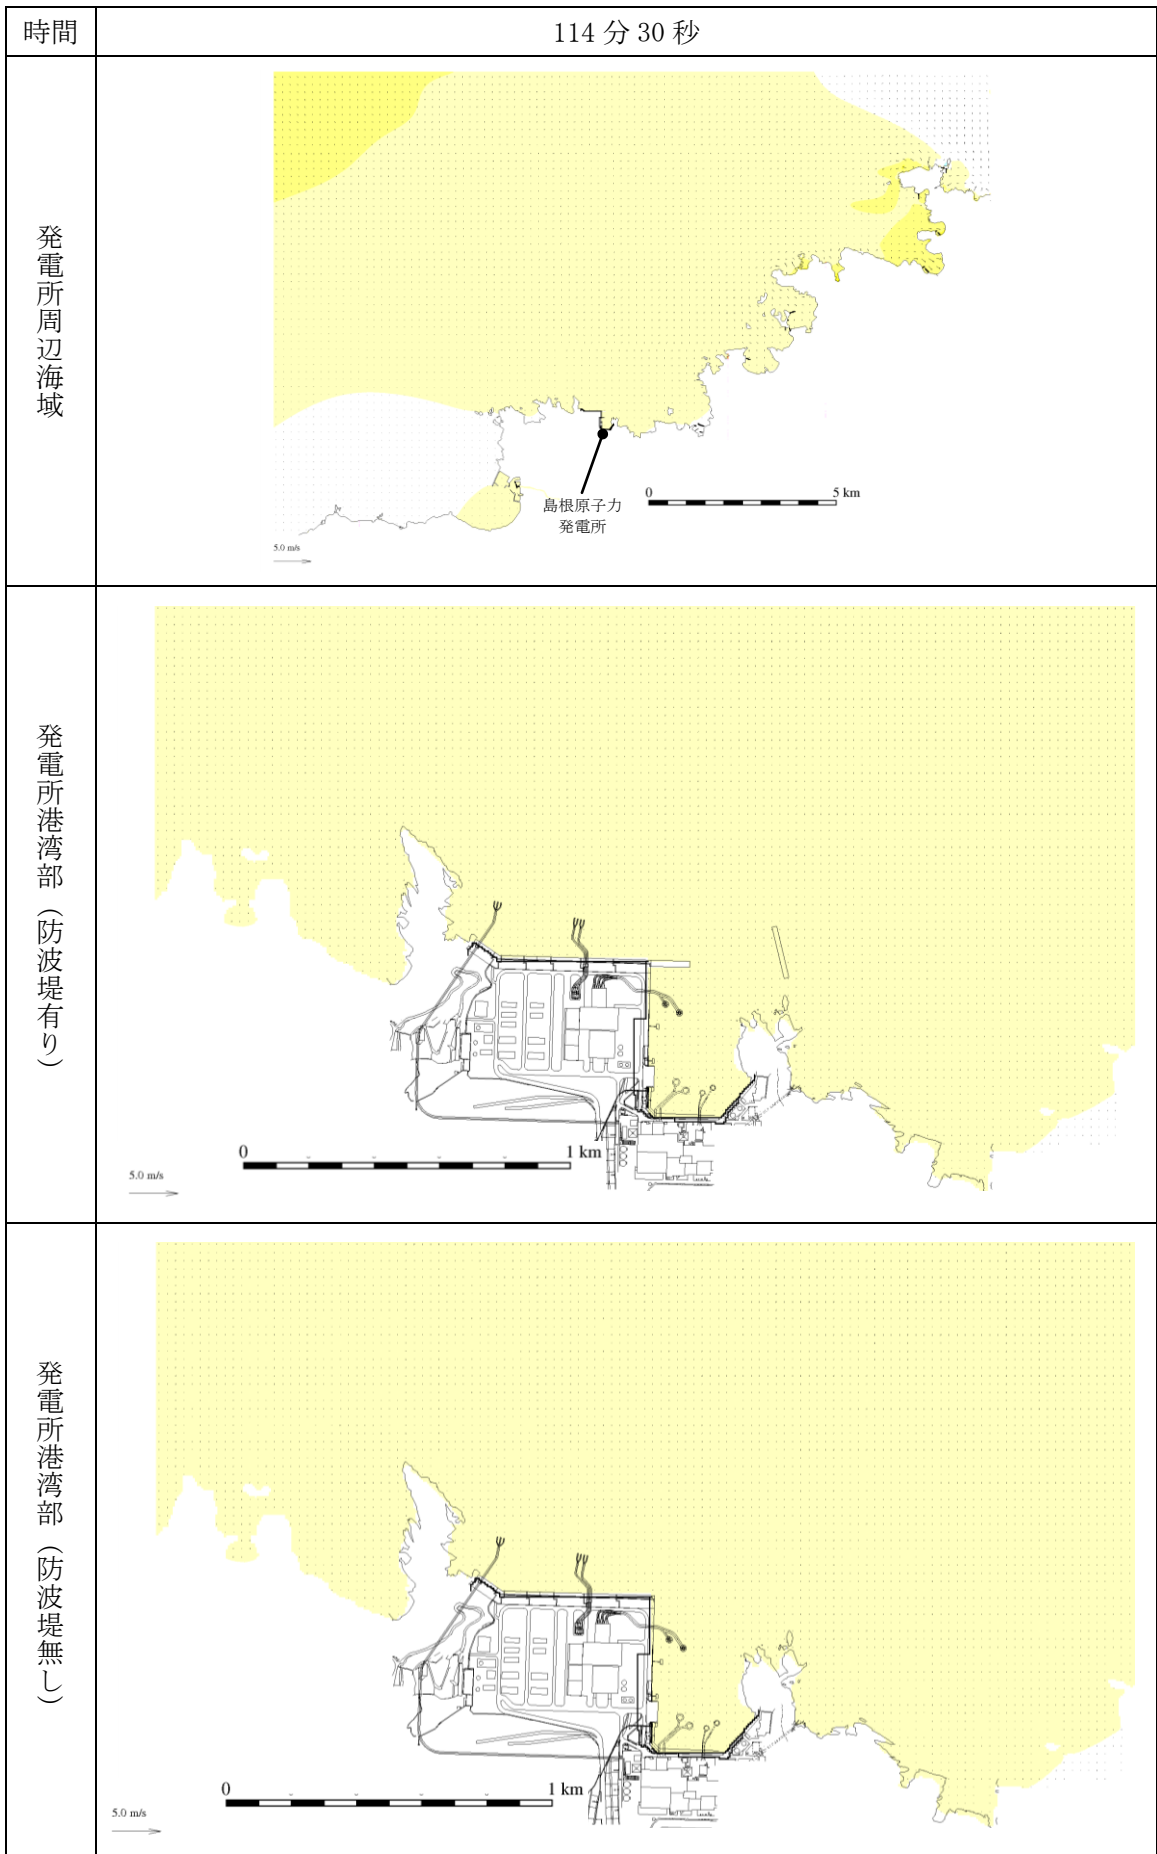 時間
114 分 30 秒
発電所周辺海域
島根原子力
発電所
0 5 km
5.0 m/s
発電所港湾部（防波堤有り）
0 1 km
5.0 m/s
発電所港湾部（防波堤無し）
0 1 km
5.0 m/s